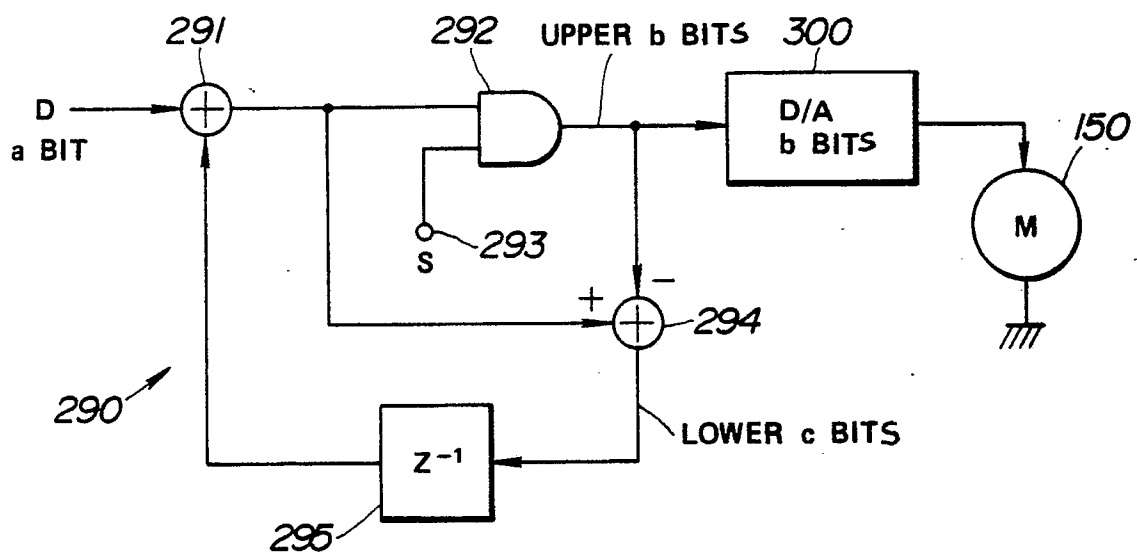 291
292
UPPER b BITS
300
D
a BIT
+
D/A
b BITS
150
M
S
293
+
−
+
294
290
Z⁻¹
LOWER c BITS
295